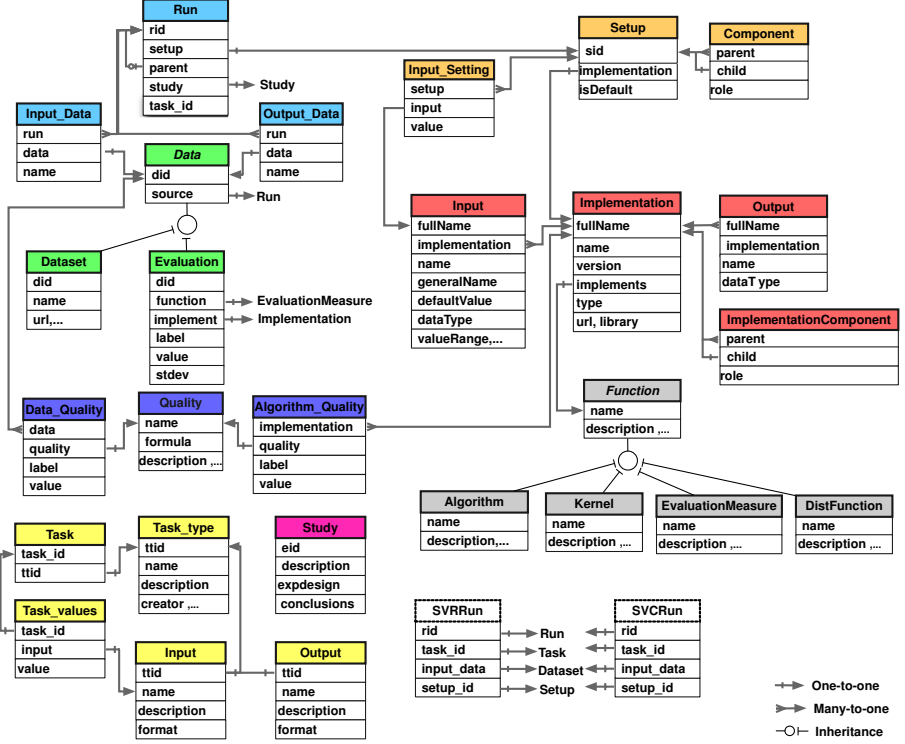 Run
rid
setup
parent
study
task_id
Study
Setup
sid
implementation
isDefault
Component
parent
child
role
Input_Setting
setup
input
value
Input_Data
run
data
name
Output_Data
run
data
name
Data
did
source
Run
Dataset
did
name
url,...
Evaluation
did
function
implement
label
value
stdev
EvaluationMeasure
Implementation
Input
fullName
implementation
name
generalName
defaultValue
dataType
valueRange,...
Implementation
fullName
name
version
implements
type
url, library
Output
fullName
implementation
name
dataT ype
ImplementationComponent
parent
child
role
Function
name
description ,...
Data_Quality
data
quality
label
value
Quality
name
formula
description ,...
Algorithm_Quality
implementation
quality
label
value
Algorithm
name
description,...
Kernel
name
description ,...
EvaluationMeasure
name
description ,...
DistFunction
name
description ,...
Task
task_id
ttid
Task_type
ttid
name
description
creator ,...
Study
eid
description
expdesign
conclusions
Task_values
task_id
input
value
Input
ttid
name
description
format
Output
ttid
name
description
format
SVRRun
rid
task_id
input_data
setup_id
Run
Task
Dataset
Setup
SVCRun
rid
task_id
input_data
setup_id
One-to-one
Many-to-one
Inheritance